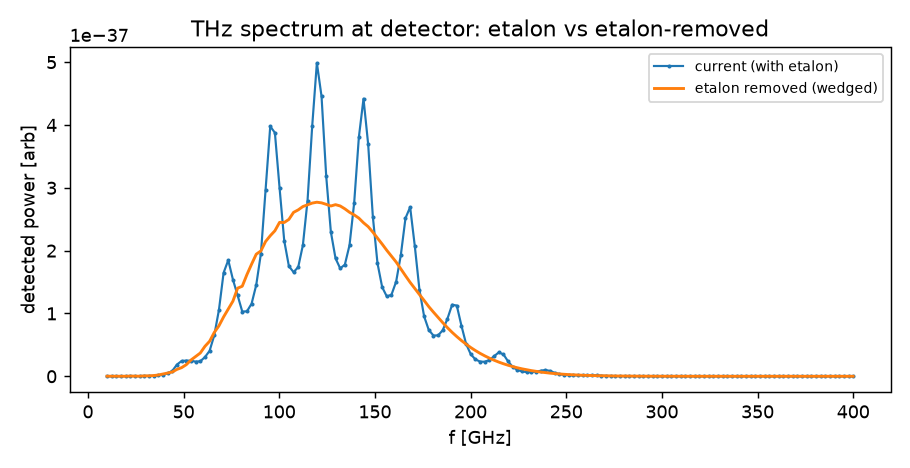 THz spectrum at detector: etalon vs etalon-removed
1e−37
current (with etalon)
etalon removed (wedged)
detected power [arb]
5
4
3
2
1
0
0 50 100 150 200 250 300 350 400
f [GHz]